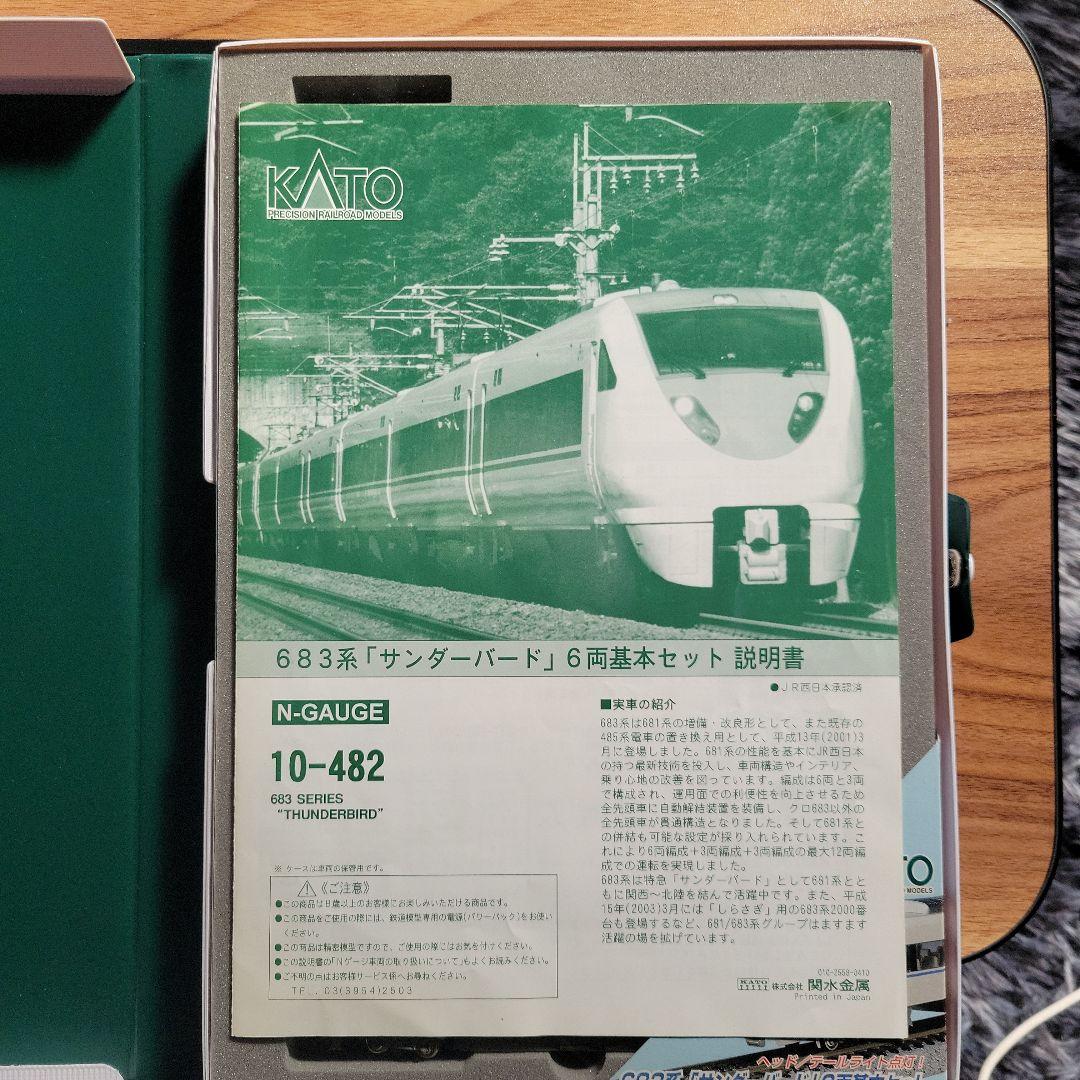 KATO
PRECISION RAILROAD MODELS
683系「サンダーバード」6両基本セット 説明書
●JR西日本承認済
N-GAUGE
10-482
683 SERIES
“THUNDERBIRD”
■実車の紹介
683系は681系の増備・改良形として、また既存の
485系電車の置き換え用として、平成13年(2001)3
月に登場しました。681系の性能を基本にJR西日本
の持つ最新技術を投入し、車両構造やインテリア、
乗り心地の改善を図っています。編成は6両と3両
で構成され、運用面での利便性を向上させるため
全先頭車に自動解結装置を装備し、クロ683以外の
全先頭車が貫通構造となりました。そして681系と
の併結も可能な設定が採り入れられています。こ
れにより6両編成+3両編成+3両編成の最大12両編
成での運転を実現しました。
683系は特急「サンダーバード」として681系とと
もに関西〜北陸を結んで活躍中です。また、平成
15年(2003)3月には「しらさぎ」用の683系2000番
台も登場するなど、681/683系グループはますます
活躍の場を拡げています。
※ ケースは車両の保管用です。
《ご注意》
●この商品は8歳以上のお客様にお楽しみいただける商品です。
●この商品をご使用の際には、鉄道模型専用の電源(パワーパック)をお使い
ください。
●この商品は精密模型ですので、ご使用の際にはお気を付けください。
●この説明書の「Nゲージ車両の取り扱いについて」もよくお読みください。
●ご不明の点はお客様サービス係へお尋ねください。
TEL.03(3954)2503
010-2558-0410
KATO 株式会社 関水金属
Printed in Japan
TO
D MODELS
ヘッド/テールライト点灯!